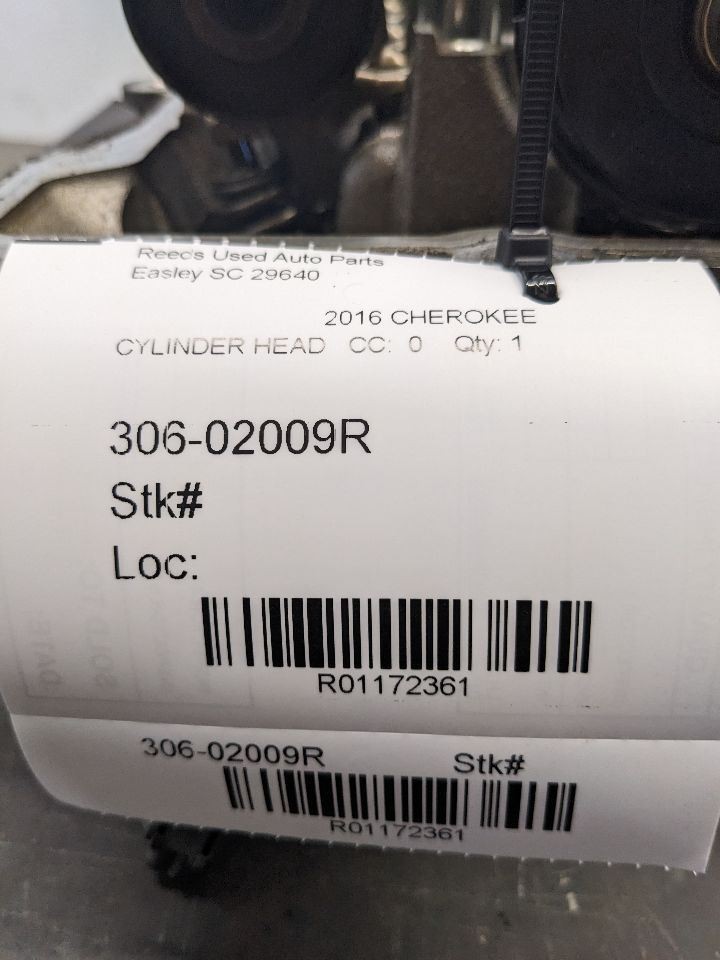 Reeds Used Auto Parts
Easley SC 29640
2016 CHEROKEE
CYLINDER HEAD CC: 0 Qty: 1
306-02009R
Stk#
Loc:
R01172361
306-02009R Stk#
R01172361